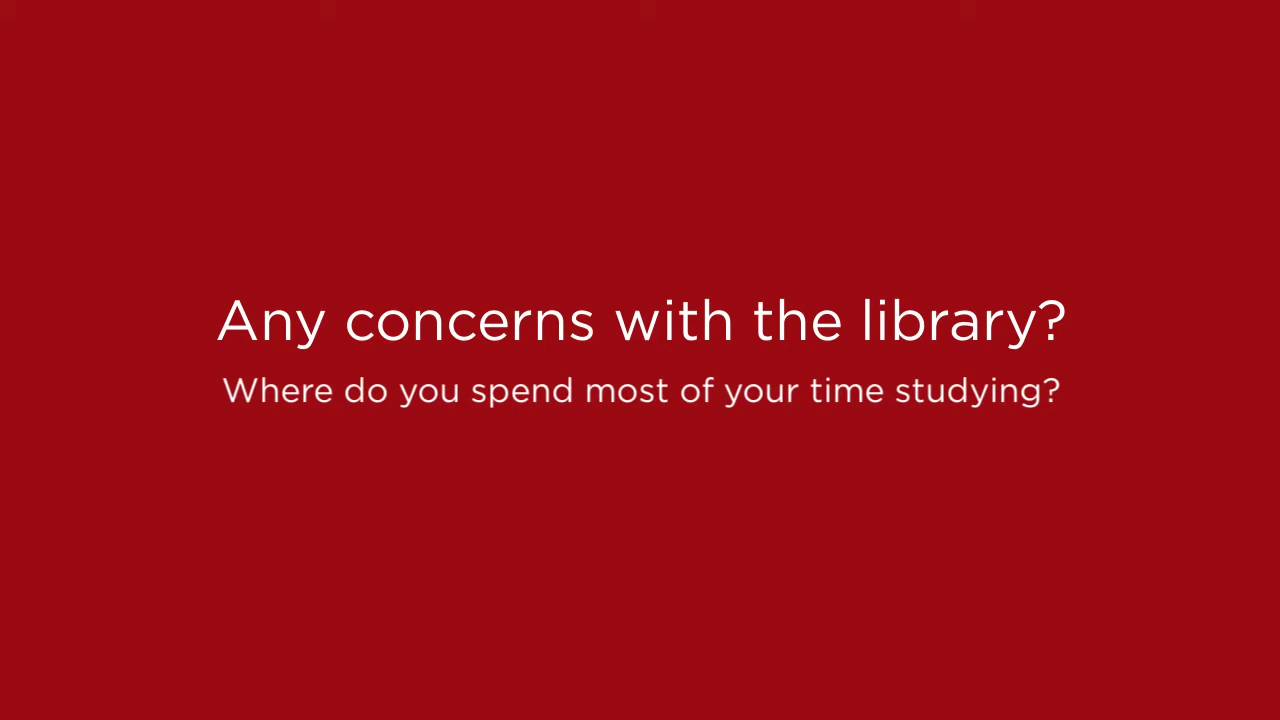 Any concerns with the library?
Where do you spend most of your time studying?